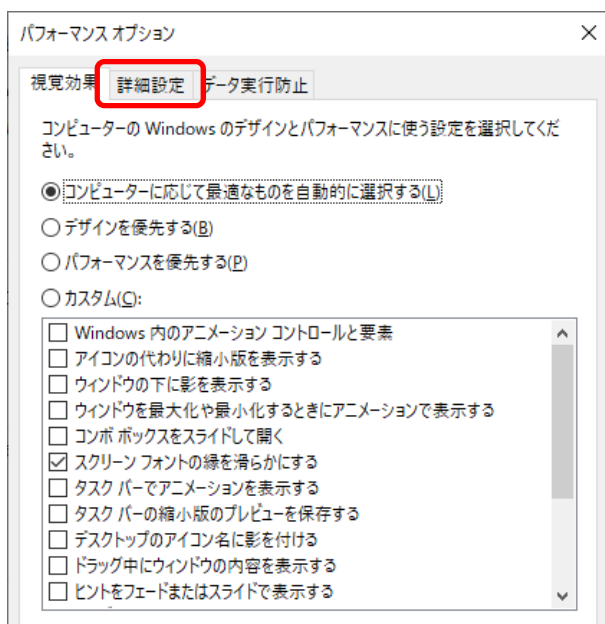 パフォーマンス オプション
視覚効果 詳細設定 データ実行防止
コンピューターの Windows のデザインとパフォーマンスに使う設定を選択してくだ
さい。
コンピューターに応じて最適なものを自動的に選択する(L)
デザインを優先する(B)
パフォーマンスを優先する(P)
カスタム(C):
Windows 内のアニメーション コントロールと要素
アイコンの代わりに縮小版を表示する
ウィンドウの下に影を表示する
ウィンドウを最大化や最小化するときにアニメーションで表示する
コンボ ボックスをスライドして開く
スクリーン フォントの縁を滑らかにする
タスク バーでアニメーションを表示する
タスク バーの縮小版のプレビューを保存する
デスクトップのアイコン名に影を付ける
ドラッグ中にウィンドウの内容を表示する
ヒントをフェードまたはスライドで表示する